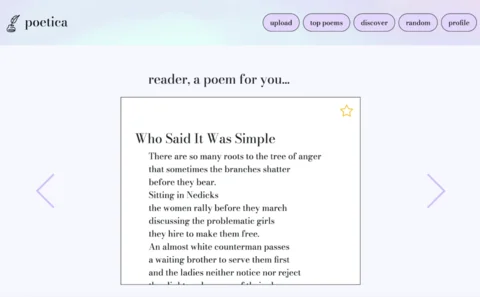 poetica
upload
top poems
discover
random
profile
reader, a poem for you...
Who Said It Was Simple
There are so many roots to the tree of anger
that sometimes the branches shatter
before they bear.
Sitting in Nedicks
the women rally before they march
discussing the problematic girls
they hire to make them free.
An almost white counterman passes
a waiting brother to serve them first
and the ladies neither notice nor reject